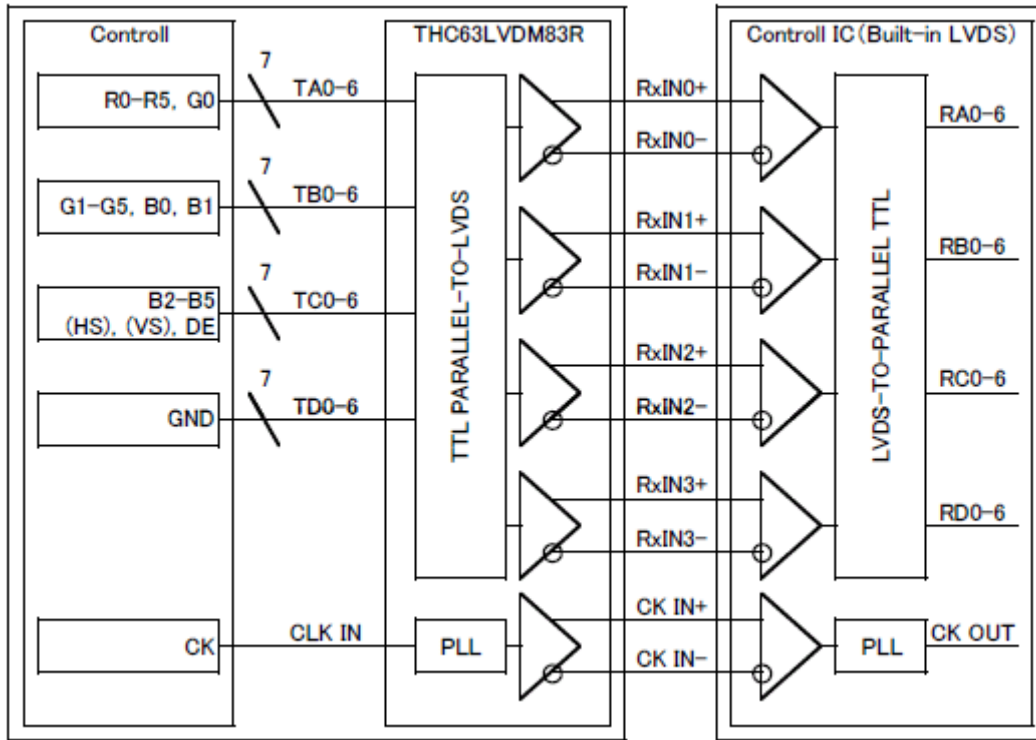 Controll
THC63LVDM83R
Controll IC(Built-in LVDS)
R0-R5, G0
7
TA0-6
RxIN0+
RxIN0-
RA0-6
G1-G5, B0, B1
7
TB0-6
RxIN1+
RxIN1-
RB0-6
B2-B5
(HS), (VS), DE
7
TC0-6
RxIN2+
RxIN2-
RC0-6
GND
7
TD0-6
RxIN3+
RxIN3-
RD0-6
TTL PARALLEL-TO-LVDS
LVDS-TO-PARALLEL TTL
CK
CLK IN
PLL
CK IN+
CK IN-
PLL
CK OUT